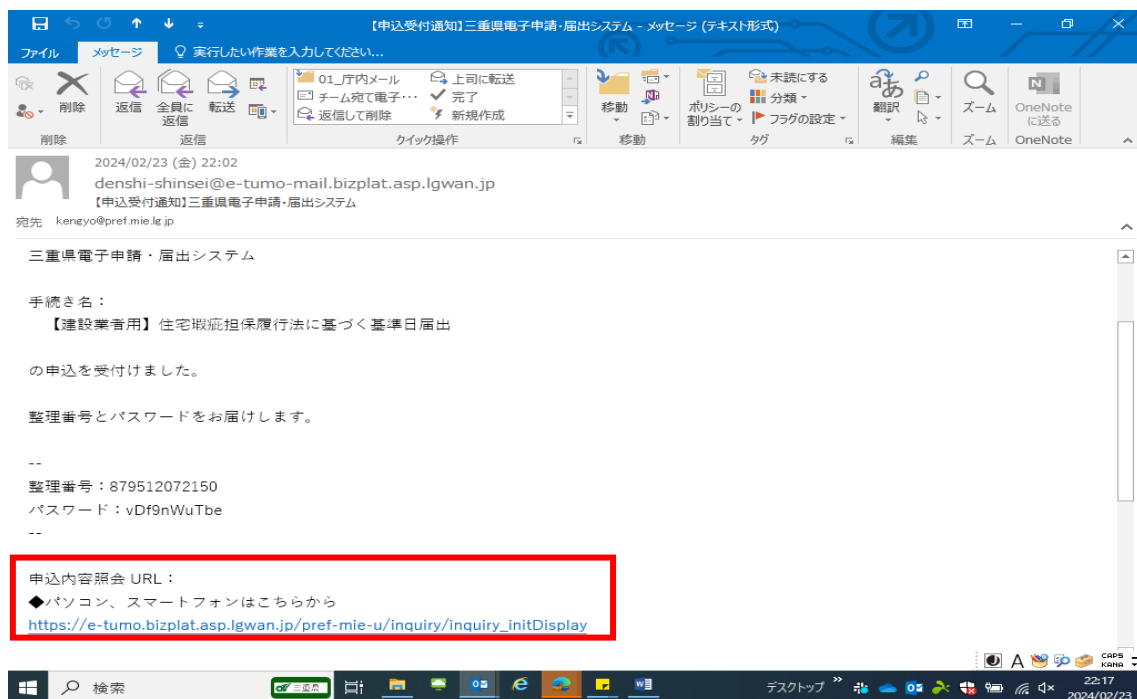 【申込受付通知】三重県電子申請・届出システム - メッセージ (テキスト形式)
ファイル メッセージ 実行したい作業を入力してください...
削除 返信 全員に返信 転送
01_庁内メール 上司に転送
チーム宛て電子… 完了
返信して削除 新規作成
移動 ポリシーの割り当て
未読にする
分類
フラグの設定
あ
翻訳 ズーム OneNoteに送る
削除 返信 クイック操作 移動 タグ 編集 ズーム OneNote
2024/02/23 (金) 22:02
denshi-shinsei@e-tumo-mail.bizplat.asp.lgwan.jp
【申込受付通知】三重県電子申請・届出システム
宛先 kengyo@pref.mie.lg.jp
三重県電子申請・届出システム
手続き名：
【建設業者用】住宅瑕疵担保履行法に基づく基準日届出
の申込を受付けました。
整理番号とパスワードをお届けします。
--
整理番号：879512072150
パスワード：vDf9nWuTbe
--
申込内容照会 URL：
◆パソコン、スマートフォンはこちらから
https://e-tumo.bizplat.asp.lgwan.jp/pref-mie-u/inquiry/inquiry_initDisplay
A CAPS
KANA
検索 三重県 デスクトップ 22:17
2024/02/23